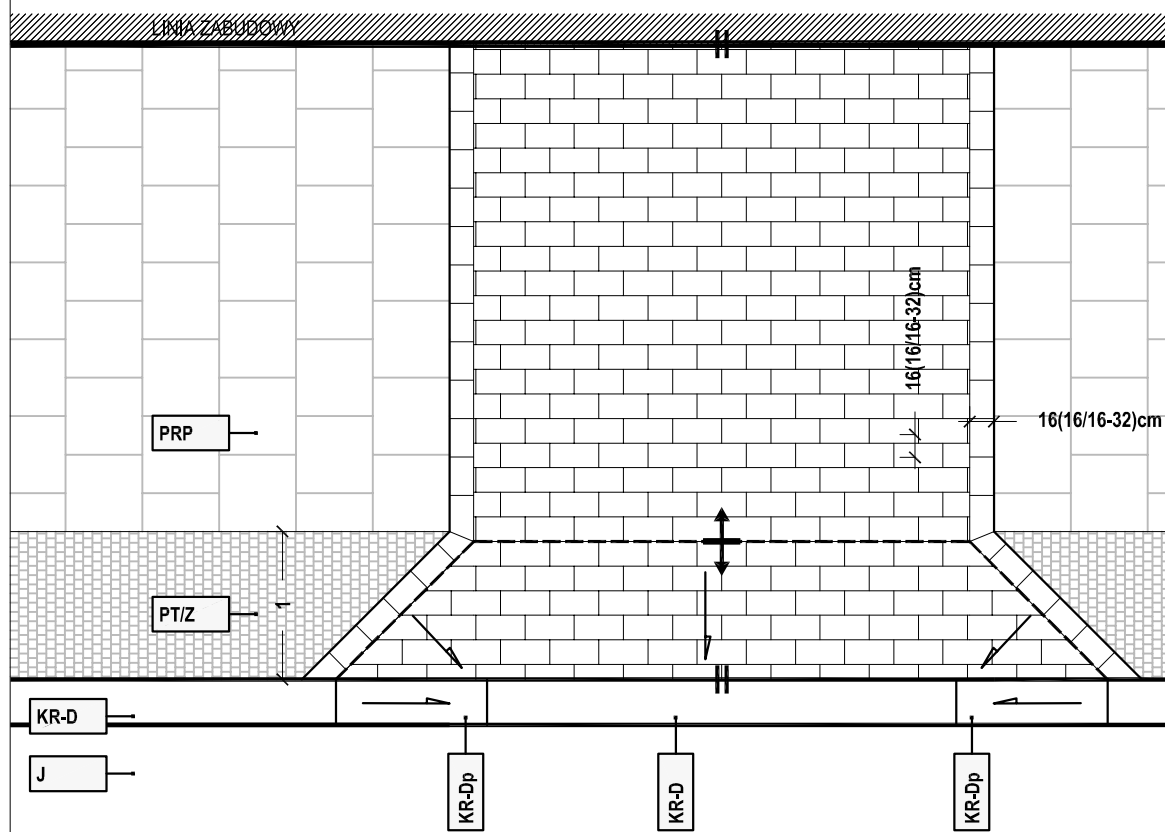 LINIA ZABUDOWY
16(16/16-32)cm
16(16/16-32)cm
PRP
PT/Z
1
KR-D
J
KR-Dp
KR-D
KR-Dp